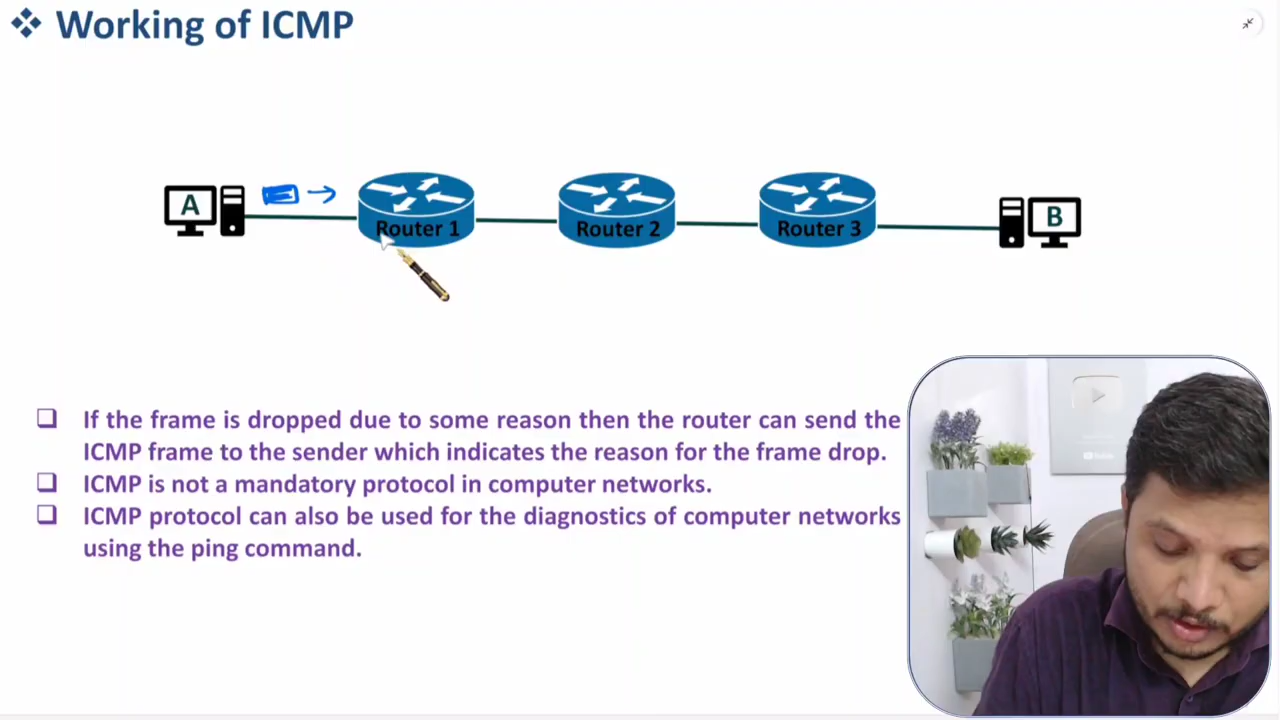 ❖ Working of ICMP
A
Router 1
Router 2
Router 3
B
❑ If the frame is dropped due to some reason then the router can send the
ICMP frame to the sender which indicates the reason for the frame drop.
❑ ICMP is not a mandatory protocol in computer networks.
❑ ICMP protocol can also be used for the diagnostics of computer networks
using the ping command.